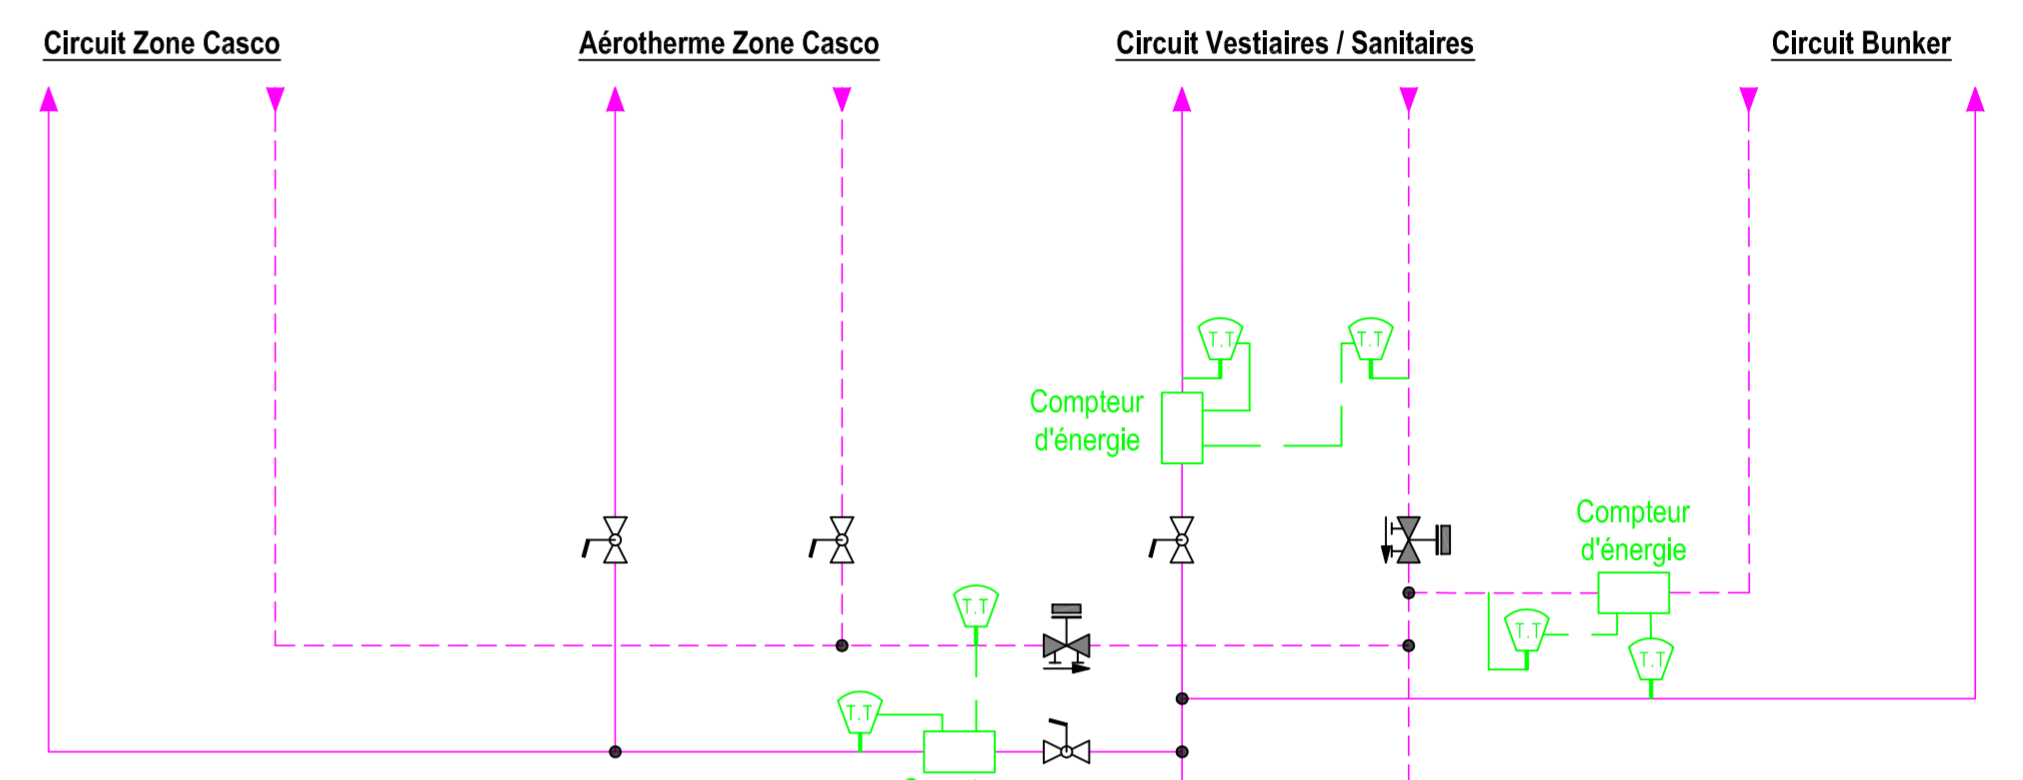 Circuit Zone Casco
Aérotherme Zone Casco
Circuit Vestiaires / Sanitaires
Circuit Bunker
T.T
T.T
Compteur
d'énergie
Compteur
d'énergie
T.T
T.T
T.T
T.T